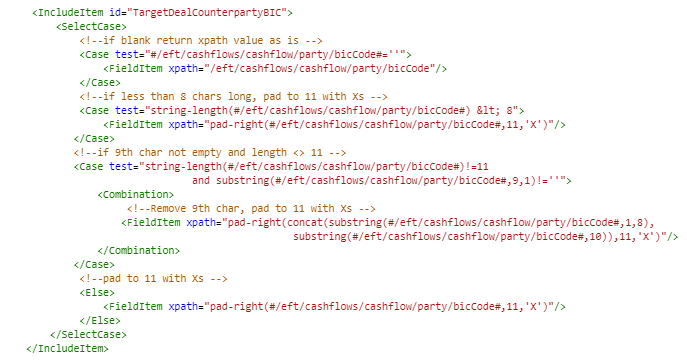 <IncludeItem id="TargetDealCounterpartyBIC">
<SelectCase>
<!--if blank return xpath value as is -->
<Case test="#/eft/cashflows/cashflow/party/bicCode#=''">
<FieldItem xpath="/eft/cashflows/cashflow/party/bicCode"/>
</Case>
<!--if less than 8 chars long, pad to 11 with Xs -->
<Case test="string-length(#/eft/cashflows/cashflow/party/bicCode#) &lt; 8">
<FieldItem xpath="pad-right(#/eft/cashflows/cashflow/party/bicCode#,11,'X')"/>
</Case>
<!--if 9th char not empty and length <> 11 -->
<Case test="string-length(#/eft/cashflows/cashflow/party/bicCode#)!=11
and substring(#/eft/cashflows/cashflow/party/bicCode#,9,1)!=''">
<Combination>
<!--Remove 9th char, pad to 11 with Xs -->
<FieldItem xpath="pad-right(concat(substring(#/eft/cashflows/cashflow/party/bicCode#,1,8),
substring(#/eft/cashflows/cashflow/party/bicCode#,10)),11,'X')"/>
</Combination>
</Case>
<!--pad to 11 with Xs -->
<Else>
<FieldItem xpath="pad-right(#/eft/cashflows/cashflow/party/bicCode#,11,'X')"/>
</Else>
</SelectCase>
</IncludeItem>